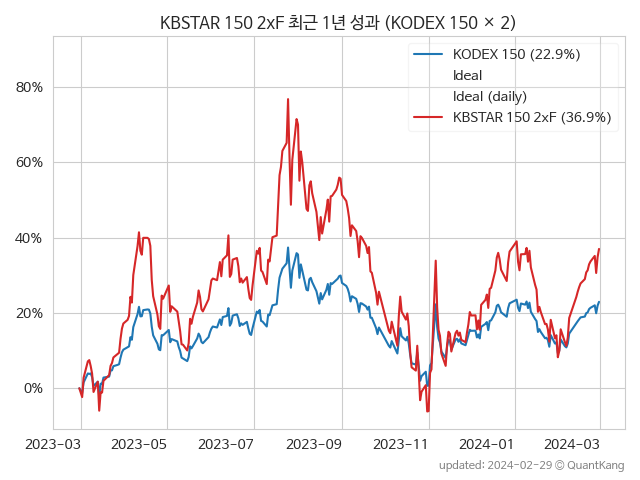 KBSTAR 150 2xF 최근 1년 성과 (KODEX 150 × 2)
KODEX 150 (22.9%)
Ideal
Ideal (daily)
KBSTAR 150 2xF (36.9%)
80%
60%
40%
20%
0%
2023−03 2023−05 2023−07 2023−09 2023−11 2024−01 2024−03
updated: 2024-02-29 © QuantKang